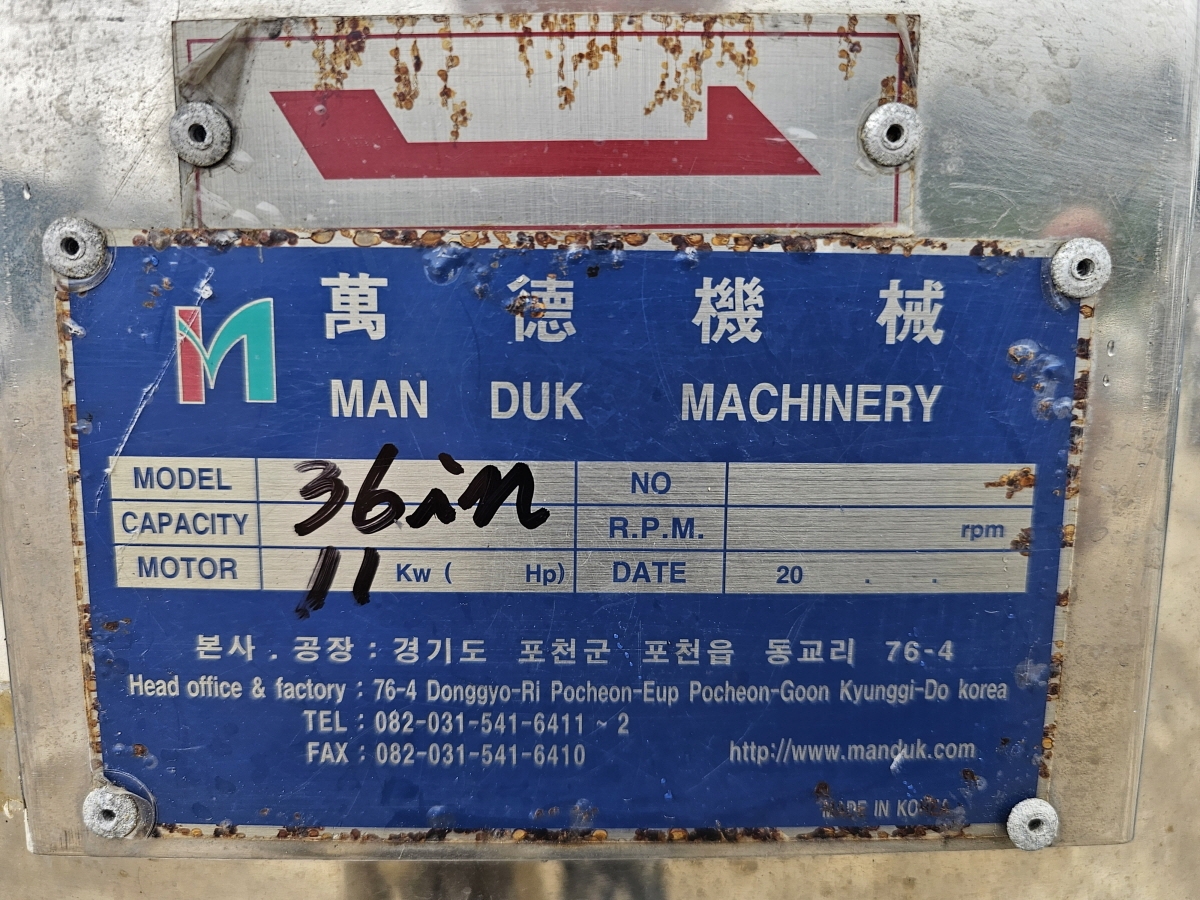 萬 德 機 械
MAN DUK MACHINERY
MODEL 36in NO
CAPACITY R.P.M. rpm
MOTOR 11 Kw ( Hp) DATE 20 . .
본사 . 공장 : 경기도 포천군 포천읍 동교리 76-4
Head office & factory : 76-4 Donggyo-Ri Pocheon-Eup Pocheon-Goon Kyunggi-Do korea
TEL : 082-031-541-6411 ~ 2
FAX : 082-031-541-6410 http://www.manduk.com
MADE IN KOREA